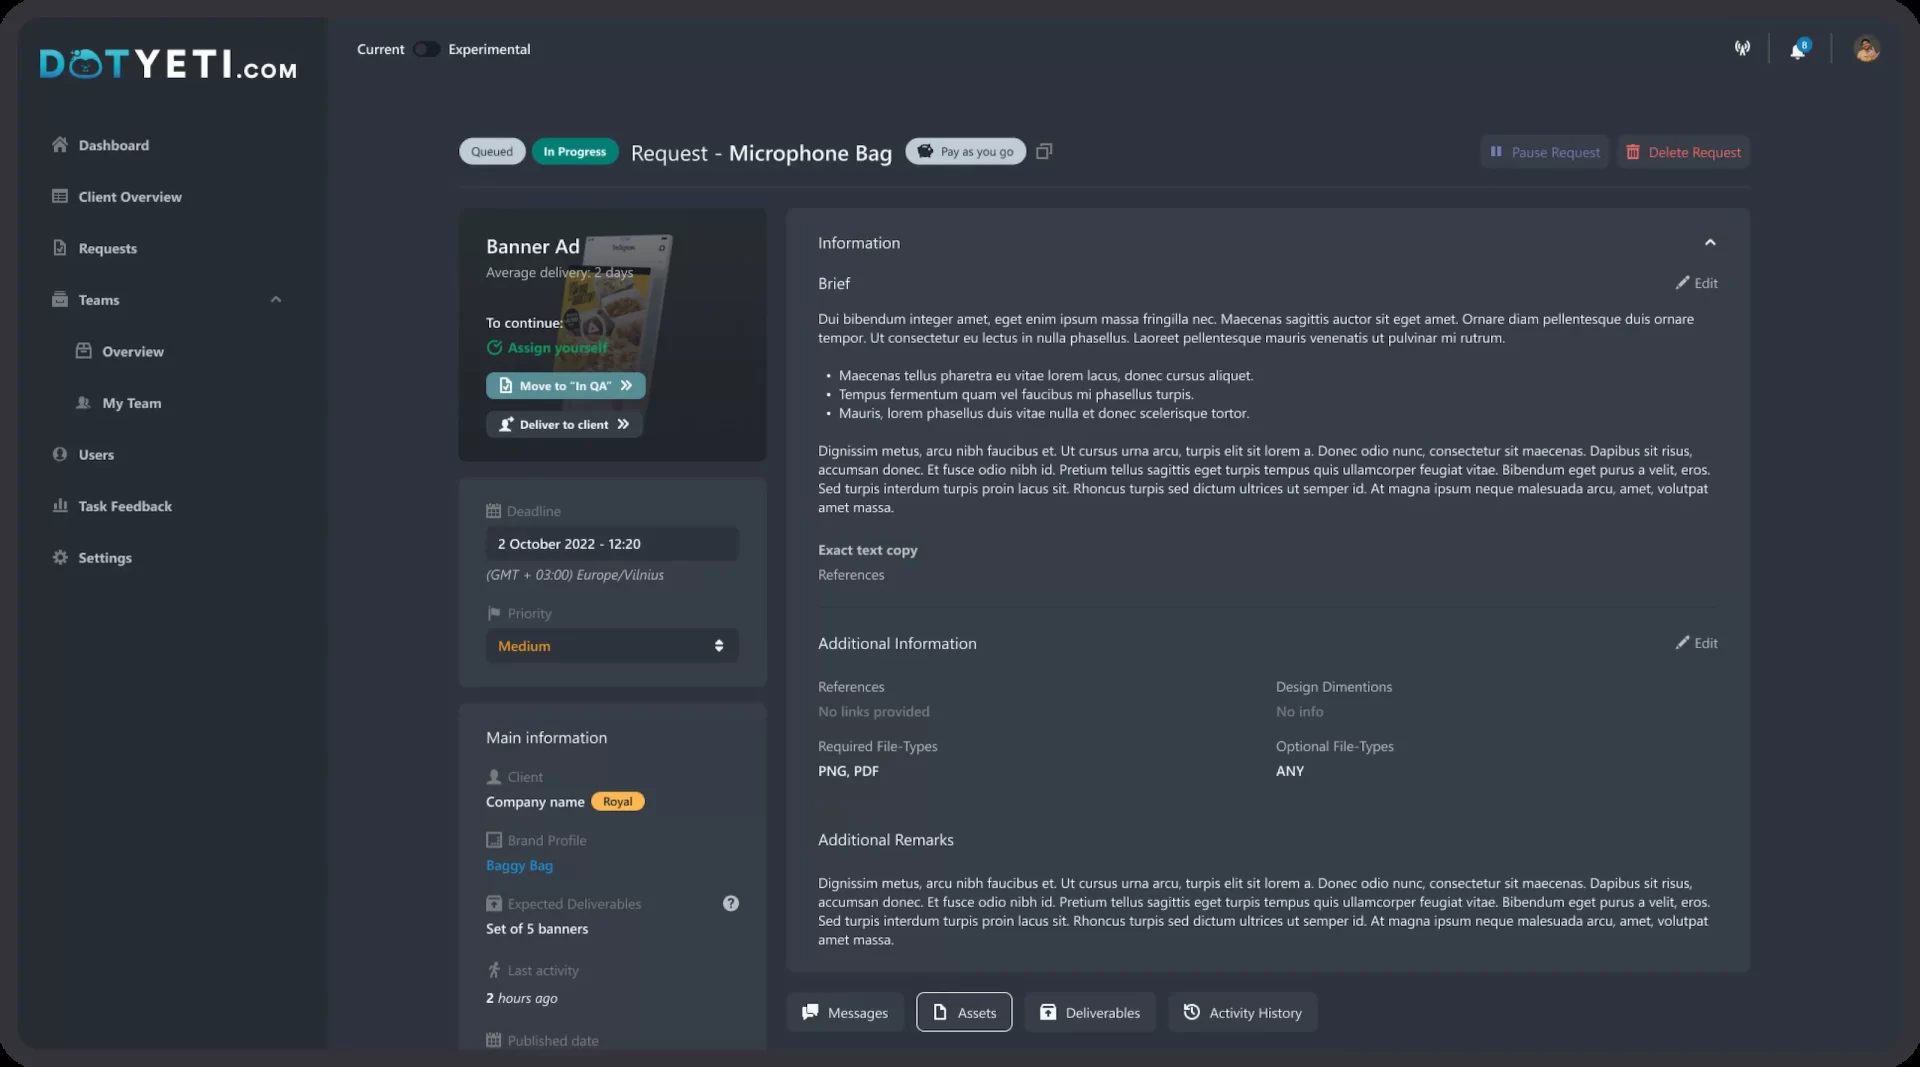 DOTYETI.COM
Dashboard
Client Overview
Requests
Teams
Overview
My Team
Users
Task Feedback
Settings
Current Experimental
8
Queued In Progress Request - Microphone Bag Pay as you go
Pause Request Delete Request
Banner Ad
Average delivery: 2 days
To continue:
Assign yourself
Move to "In QA"
Deliver to client
Deadline
2 October 2022 - 12:20
(GMT + 03:00) Europe/Vilnius
Priority
Medium
Main information
Client
Company name Royal
Brand Profile
Baggy Bag
Expected Deliverables ?
Set of 5 banners
Last activity
2 hours ago
Published date
Information
Brief Edit
Dui bibendum integer amet, eget enim ipsum massa fringilla nec. Maecenas sagittis auctor sit eget amet. Ornare diam pellentesque duis ornare
tempor. Ut consectetur eu lectus in nulla phasellus. Laoreet pellentesque mauris venenatis ut pulvinar mi rutrum.
• Maecenas tellus pharetra eu vitae lorem lacus, donec cursus aliquet.
• Tempus fermentum quam vel faucibus mi phasellus turpis.
• Mauris, lorem phasellus duis vitae nulla et donec scelerisque tortor.
Dignissim metus, arcu nibh faucibus et. Ut cursus urna arcu, turpis elit sit lorem a. Donec odio nunc, consectetur sit maecenas. Dapibus sit risus,
accumsan donec. Et fusce odio nibh id. Pretium tellus sagittis eget turpis tempus quis ullamcorper feugiat vitae. Bibendum eget purus a velit, eros.
Sed turpis interdum turpis proin lacus sit. Rhoncus turpis sed dictum ultrices ut semper id. At magna ipsum neque malesuada arcu, amet, volutpat
amet massa.
Exact text copy
References
Additional Information Edit
References Design Dimentions
No links provided No info
Required File-Types Optional File-Types
PNG, PDF ANY
Additional Remarks
Dignissim metus, arcu nibh faucibus et. Ut cursus urna arcu, turpis elit sit lorem a. Donec odio nunc, consectetur sit maecenas. Dapibus sit risus,
accumsan donec. Et fusce odio nibh id. Pretium tellus sagittis eget turpis tempus quis ullamcorper feugiat vitae. Bibendum eget purus a velit, eros.
Sed turpis interdum turpis proin lacus sit. Rhoncus turpis sed dictum ultrices ut semper id. At magna ipsum neque malesuada arcu, amet, volutpat
amet massa.
Messages Assets Deliverables Activity History